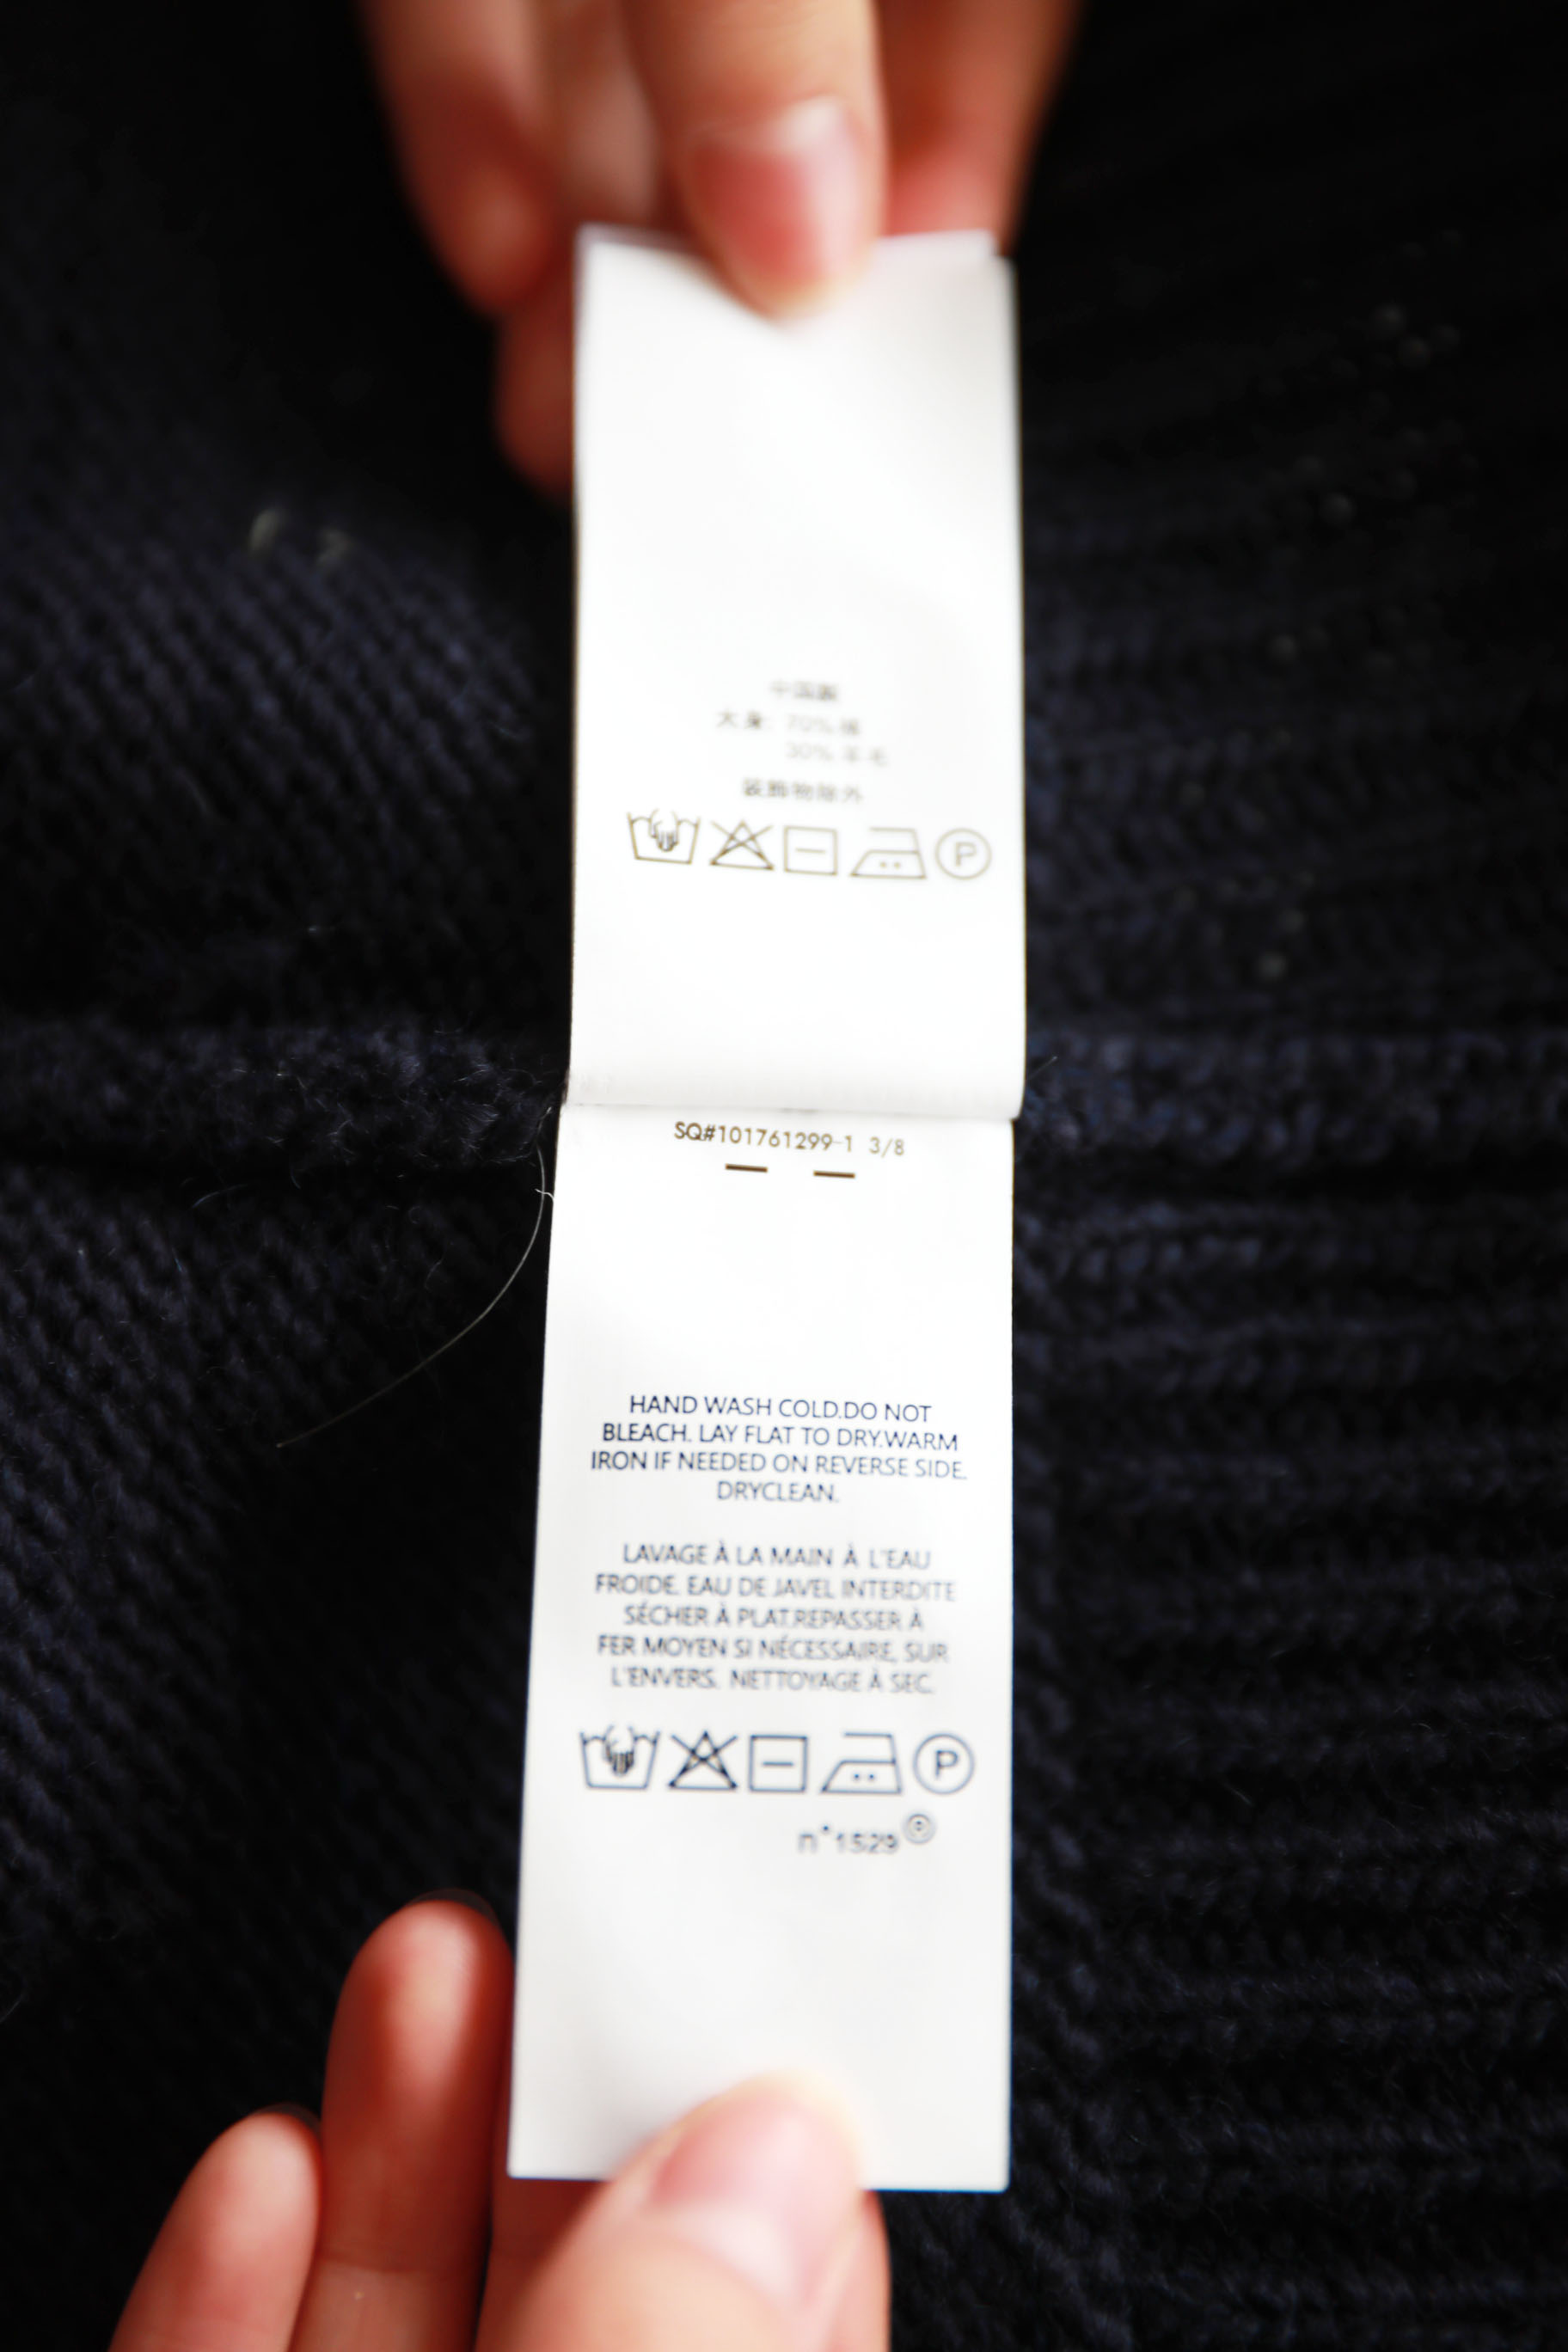 中国製
大身: 70% 棉
30% 羊毛
装飾物除外
P
SQ#101761299-1 3/8
HAND WASH COLD.DO NOT
BLEACH. LAY FLAT TO DRY.WARM
IRON IF NEEDED ON REVERSE SIDE.
DRYCLEAN.
LAVAGE À LA MAIN À L'EAU
FROIDE. EAU DE JAVEL INTERDITE
SÉCHER À PLAT.REPASSER À
FER MOYEN SI NÉCESSAIRE, SUR
L'ENVERS. NETTOYAGE À SEC.
P
n°1529 Ⓟ